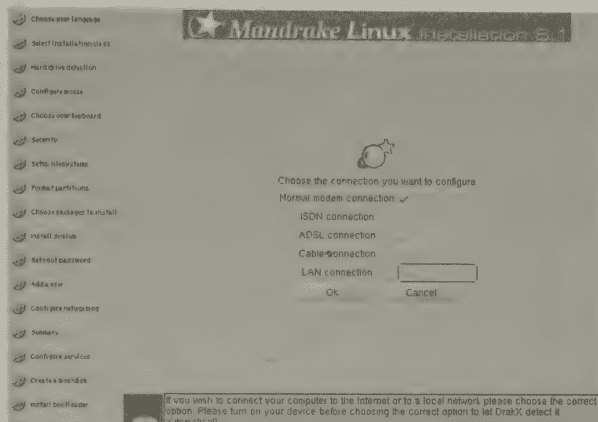 Mandrake Linux Installation 8.1
Choose your language
Select installation class
Hard drive detection
Configure mouse
Choose your keyboard
Security
Setup filesystems
Format partitions
Choose packages to install
Install system
Set root password
Add a user
Configure networking
Summary
Configure services
Create a bootdisk
Install bootloader
Choose the connection you want to configure
Normal modem connection
ISDN connection
ADSL connection
Cable connection
LAN connection
Ok Cancel
If you wish to connect your computer to the Internet or to a local network please choose the correct
option. Please turn on your device before choosing the correct option to let DrakX detect it
automatically.